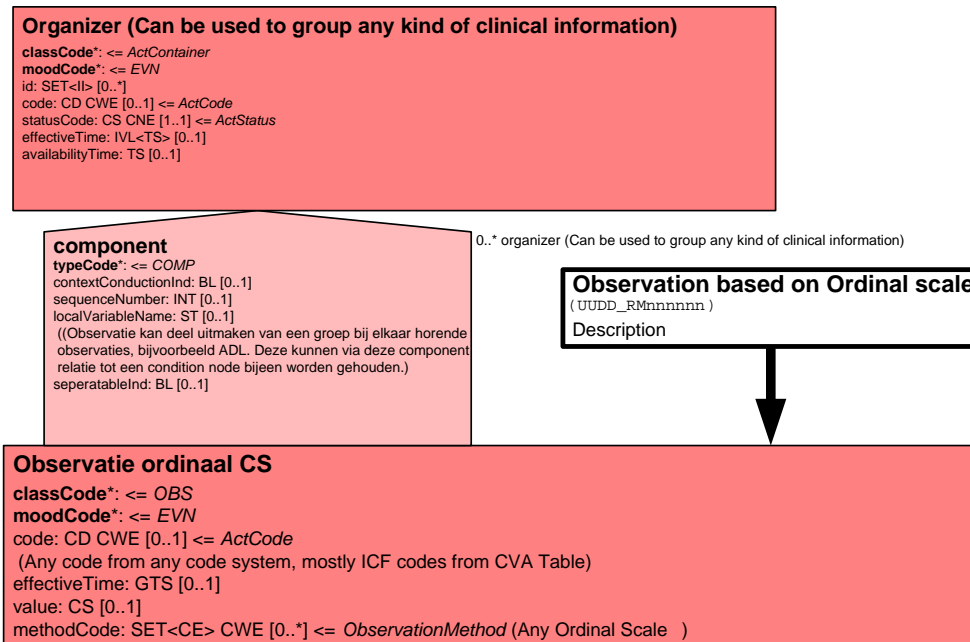 Organizer (Can be used to group any kind of clinical information)
classCode*: <= ActContainer
moodCode*: <= EVN
id: SET<II> [0..*]
code: CD CWE [0..1] <= ActCode
statusCode: CS CNE [1..1] <= ActStatus
effectiveTime: IVL<TS> [0..1]
availabilityTime: TS [0..1]
component
typeCode*: <= COMP
contextConductionInd: BL [0..1]
sequenceNumber: INT [0..1]
localVariableName: ST [0..1]
((Observatie kan deel uitmaken van een groep bij elkaar horende
observaties, bijvoorbeeld ADL. Deze kunnen via deze component
relatie tot een condition node bijeen worden gehouden.)
seperatableInd: BL [0..1]
0..* organizer (Can be used to group any kind of clinical information)
Observation based on Ordinal scale
(UUDD_RMnnnnnn )
Description
Observatie ordinaal CS
classCode*: <= OBS
moodCode*: <= EVN
code: CD CWE [0..1] <= ActCode
(Any code from any code system, mostly ICF codes from CVA Table)
effectiveTime: GTS [0..1]
value: CS [0..1]
methodCode: SET<CE> CWE [0..*] <= ObservationMethod (Any Ordinal Scale )